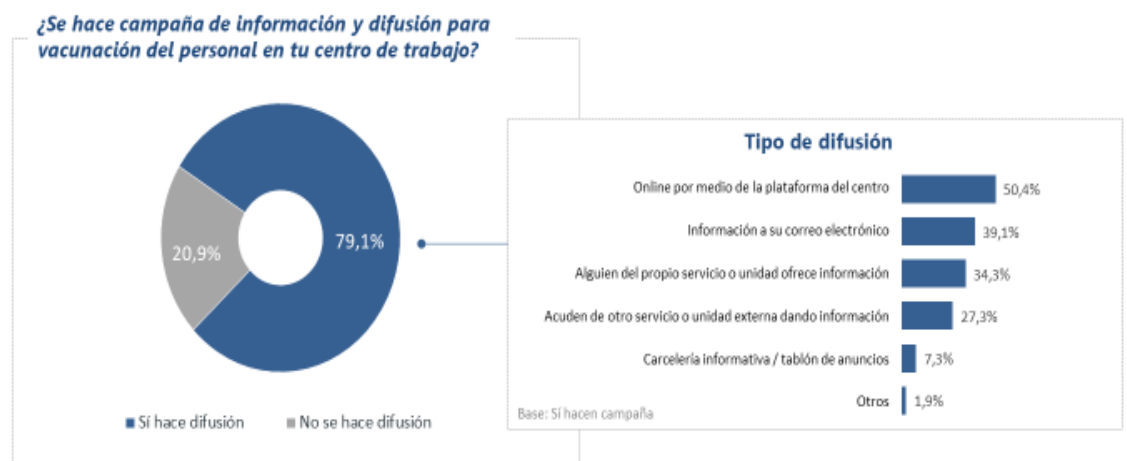 ¿Se hace campaña de información y difusión para
vacunación del personal en tu centro de trabajo?
79,1%
20,9%
Sí hace difusión
No se hace difusión
Tipo de difusión
Online por medio de la plataforma del centro
50,4%
Información a su correo electrónico
39,1%
Alguien del propio servicio o unidad ofrece información
34,3%
Acuden de otro servicio o unidad externa dando información
27,3%
Carcelería informativa / tablón de anuncios
7,3%
Otros
1,9%
Base: Sí hacen campaña